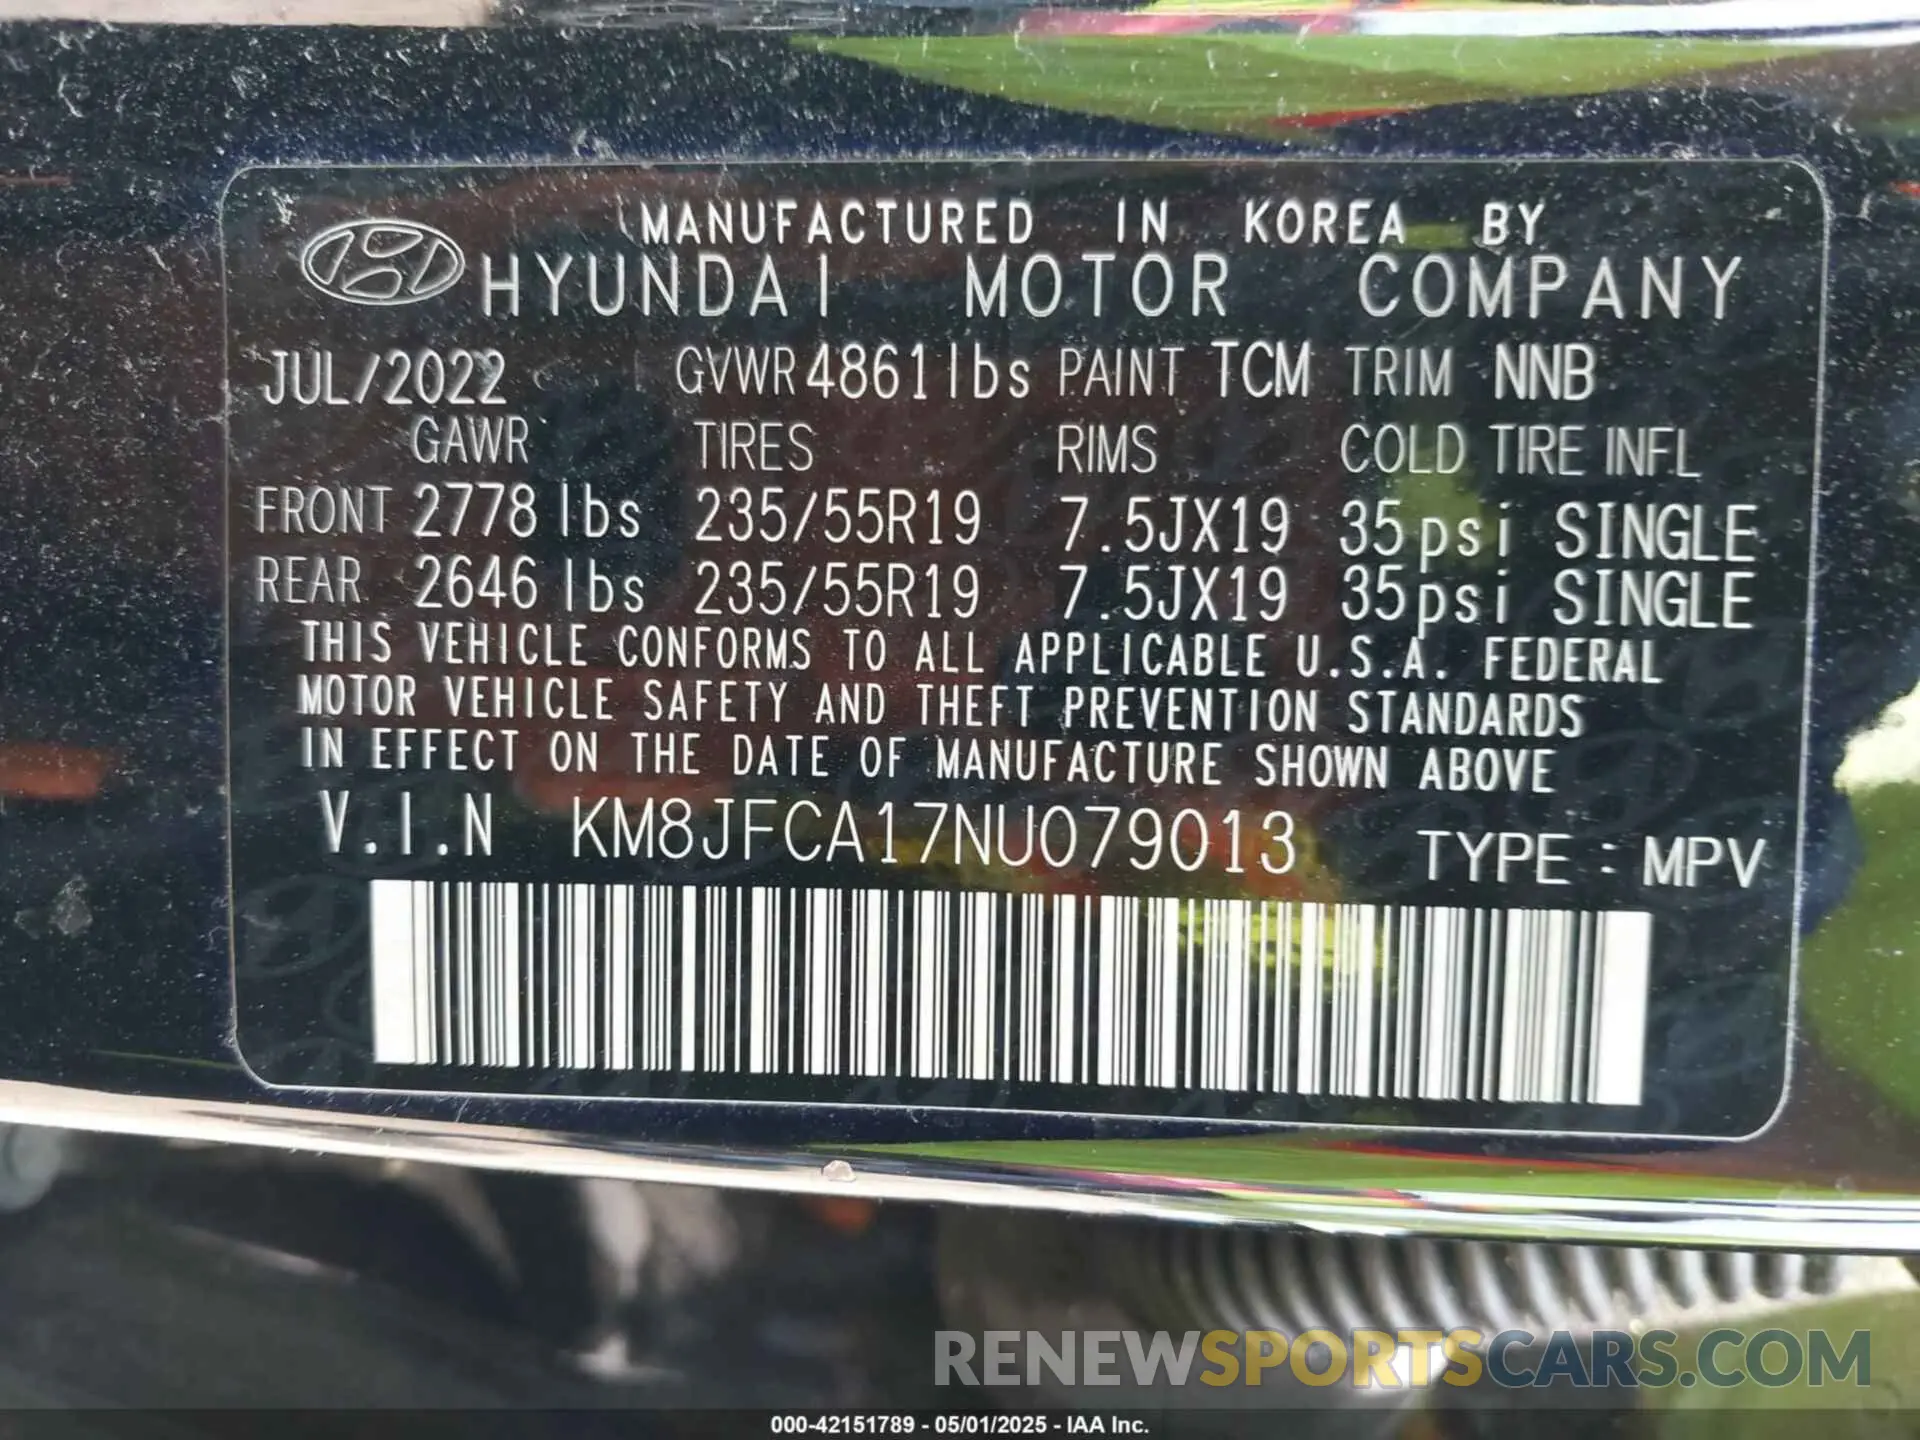 MANUFACTURED IN KOREA BY
HYUNDAI MOTOR COMPANY
JUL/2022 GVWR 4861lbs PAINT TCM TRIM NNB
GAWR TIRES RIMS COLD TIRE INFL
FRONT 2778 lbs 235/55R19 7.5JX19 35psi SINGLE
REAR 2646 lbs 235/55R19 7.5JX19 35psi SINGLE
THIS VEHICLE CONFORMS TO ALL APPLICABLE U.S.A. FEDERAL
MOTOR VEHICLE SAFETY AND THEFT PREVENTION STANDARDS
IN EFFECT ON THE DATE OF MANUFACTURE SHOWN ABOVE
V.I.N KM8JFCA17NU079013 TYPE : MPV
RENEWSPORTSCARS.COM
000-42151789 - 05/01/2025 - IAA Inc.